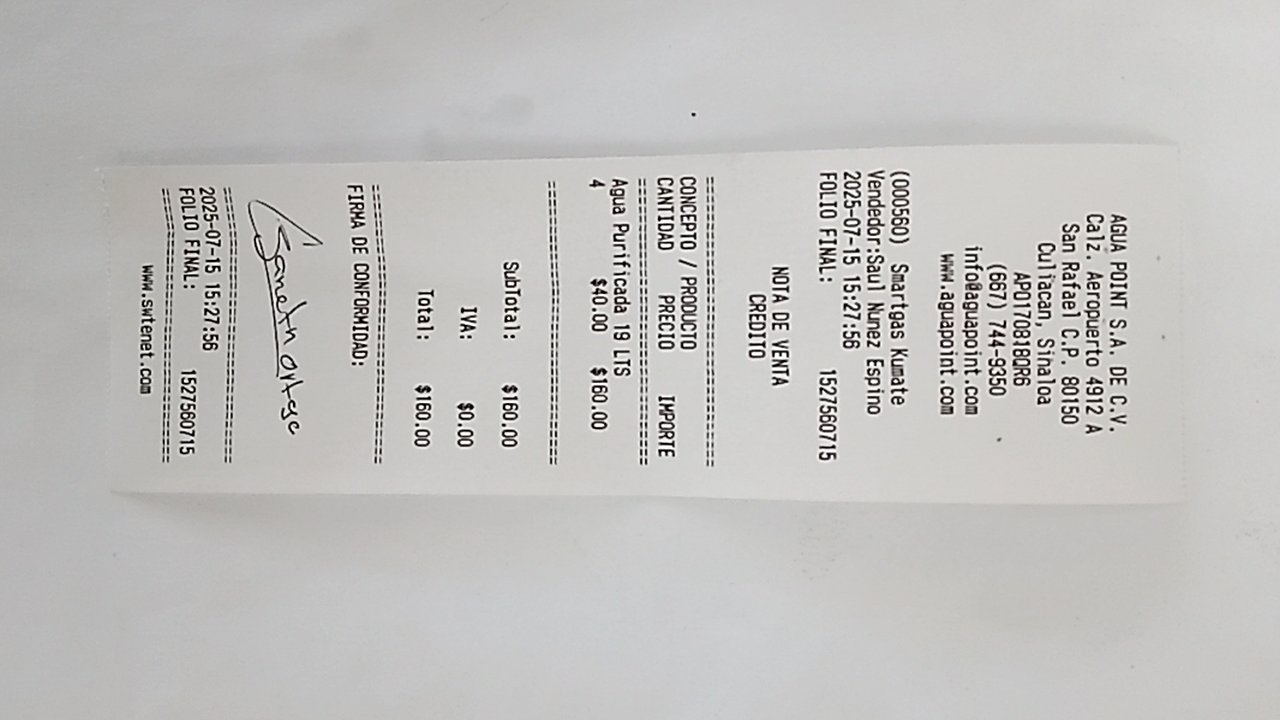 AGUA POINT S.A. DE C.V.
Calz. Aeropuerto 4912 A
San Rafael C.P. 80150
Culiacan, Sinaloa
APO170818QR6
(667) 744-9350
info@aguapoint.com
www.aguapoint.com
(000560) Smartgas Kumate
Vendedor:Saul Nunez Espino
2025-07-15 15:27:56
FOLIO FINAL: 1527560715
NOTA DE VENTA
CREDITO
================================
CONCEPTO / PRODUCTO
CANTIDAD PRECIO IMPORTE
================================
Agua Purificada 19 LTS
4 $40.00 $160.00
================================
SubTotal: $160.00
IVA: $0.00
Total: $160.00
================================
FIRMA DE CONFORMIDAD:
================================
2025-07-15 15:27:56
FOLIO FINAL: 1527560715
================================
www.swtenet.com